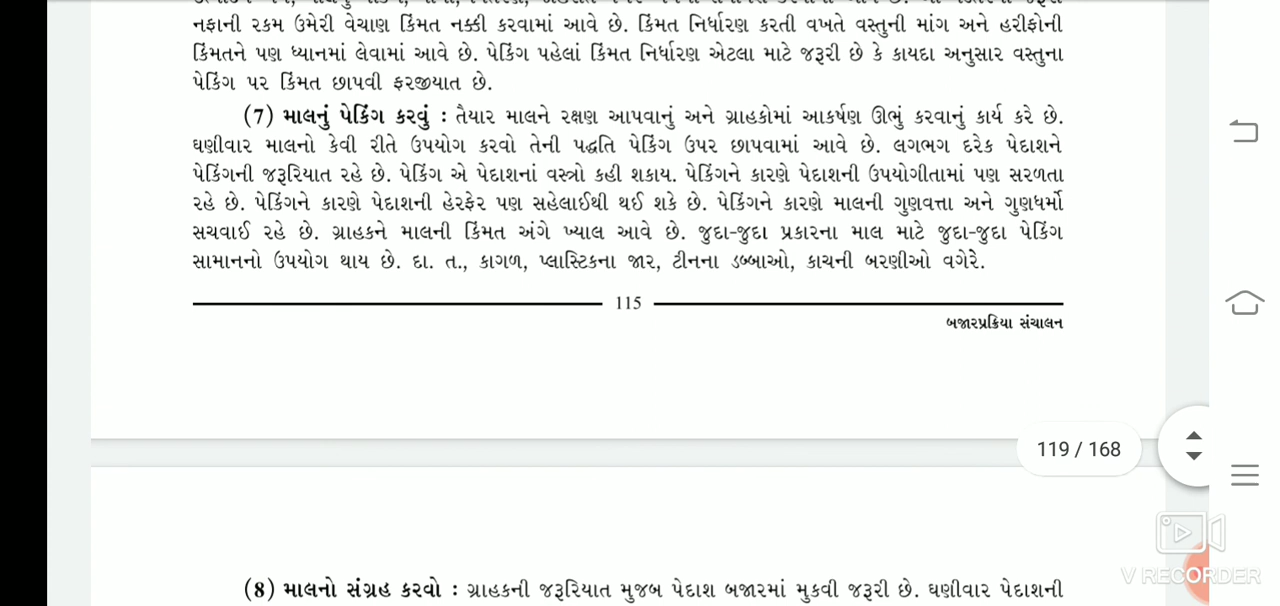 નફાની રકમ ઉમેરી વેચાણ કિંમત નક્કી કરવામાં આવે છે. કિંમત નિર્ધારણ કરતી વખતે વસ્તુની માંગ અને હરીફોની
કિંમતને પણ ધ્યાનમાં લેવામાં આવે છે. પેકિંગ પહેલાં કિંમત નિર્ધારણ એટલા માટે જરૂરી છે કે કાયદા અનુસાર વસ્તુના
પેકિંગ પર કિંમત છાપવી ફરજીયાત છે.
(7) માલનું પેકિંગ કરવું : તૈયાર માલને રક્ષણ આપવાનું અને ગ્રાહકોમાં આકર્ષણ ઊભું કરવાનું કાર્ય કરે છે.
ઘણીવાર માલનો કેવી રીતે ઉપયોગ કરવો તેની પદ્ધતિ પેકિંગ ઉપર છાપવામાં આવે છે. લગભગ દરેક પેદાશને
પેકિંગની જરૂરિયાત રહે છે. પેકિંગ એ પેદાશનાં વસ્ત્રો કહી શકાય. પેકિંગને કારણે પેદાશની ઉપયોગીતામાં પણ સરળતા
રહે છે. પેકિંગને કારણે પેદાશની હેરફેર પણ સહેલાઈથી થઈ શકે છે. પેકિંગને કારણે માલની ગુણવત્તા અને ગુણધર્મો
સચવાઈ રહે છે. ગ્રાહકને માલની કિંમત અંગે ખ્યાલ આવે છે. જુદા-જુદા પ્રકારના માલ માટે જુદા-જુદા પેકિંગ
સામાનનો ઉપયોગ થાય છે. દા. ત., કાગળ, પ્લાસ્ટિકના જાર, ટીનના ડબ્બાઓ, કાચની બરણીઓ વગેરે.
115
બજારપ્રક્રિયા સંચાલન
119 / 168
V RECORDER
(8) માલનો સંગ્રહ કરવો : ગ્રાહકની જરૂરિયાત મુજબ પેદાશ બજારમાં મુકવી જરૂરી છે. ઘણીવાર પેદાશની